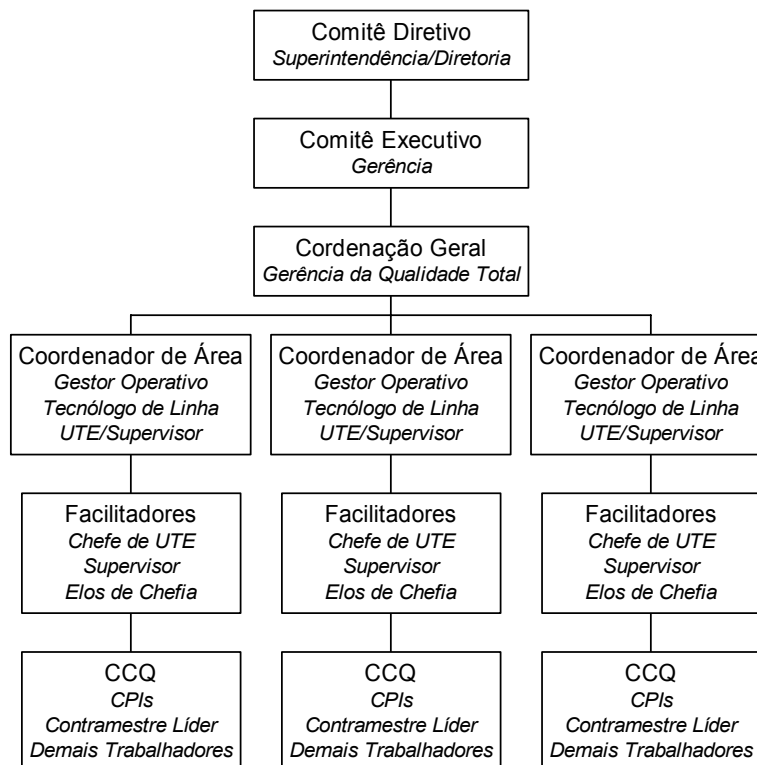 Comitê Diretivo
Superintendência/Diretoria
Comitê Executivo
Gerência
Cordenação Geral
Gerência da Qualidade Total
Coordenador de Área
Gestor Operativo
Tecnólogo de Linha
UTE/Supervisor
Coordenador de Área
Gestor Operativo
Tecnólogo de Linha
UTE/Supervisor
Coordenador de Área
Gestor Operativo
Tecnólogo de Linha
UTE/Supervisor
Facilitadores
Chefe de UTE
Supervisor
Elos de Chefia
Facilitadores
Chefe de UTE
Supervisor
Elos de Chefia
Facilitadores
Chefe de UTE
Supervisor
Elos de Chefia
CCQ
CPIs
Contramestre Líder
Demais Trabalhadores
CCQ
CPIs
Contramestre Líder
Demais Trabalhadores
CCQ
CPIs
Contramestre Líder
Demais Trabalhadores